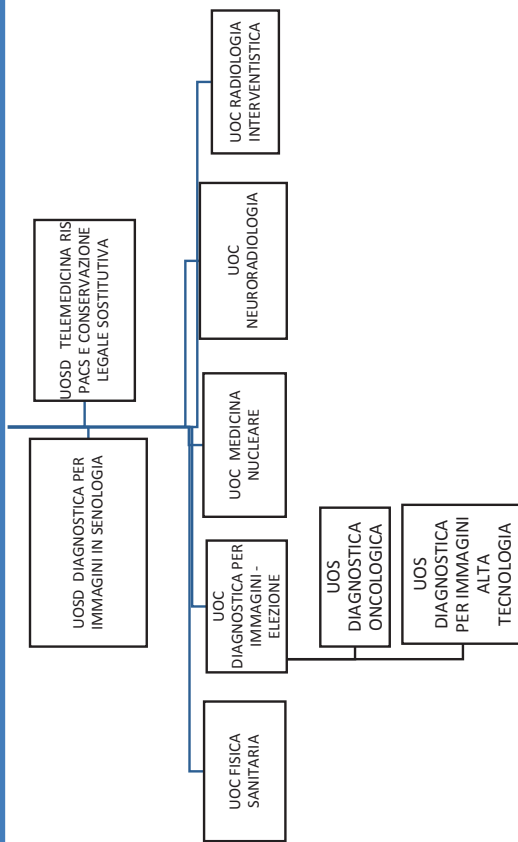 UOSD DIAGNOSTICA PER
IMMAGINI IN SENOLOGIA
UOSD TELEMEDICINA RIS
PACS E CONSERVAZIONE
LEGALE SOSTITUTIVA
UOC FISICA
SANITARIA
UOC
DIAGNOSTICA PER
IMMAGINI -
ELEZIONE
UOC MEDICINA
NUCLEARE
UOC
NEURORADIOLOGIA
UOC RADIOLOGIA
INTERVENTISTICA
UOS
DIAGNOSTICA
ONCOLOGICA
UOS
DIAGNOSTICA
PER IMMAGINI
ALTA
TECNOLOGIA